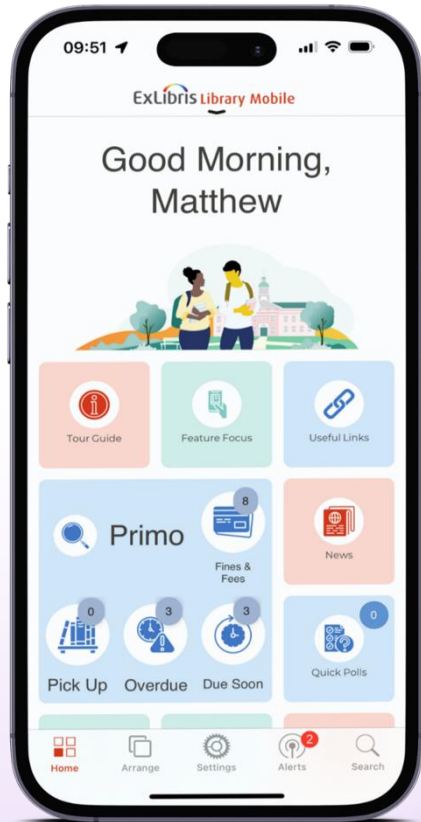 09:51
ExLibris Library Mobile
Good Morning,
Matthew
Tour Guide
Feature Focus
Useful Links
Primo
8
Fines &
Fees
News
0
Pick Up
3
Overdue
3
Due Soon
0
Quick Polls
Home
Arrange
Settings
2
Alerts
Search